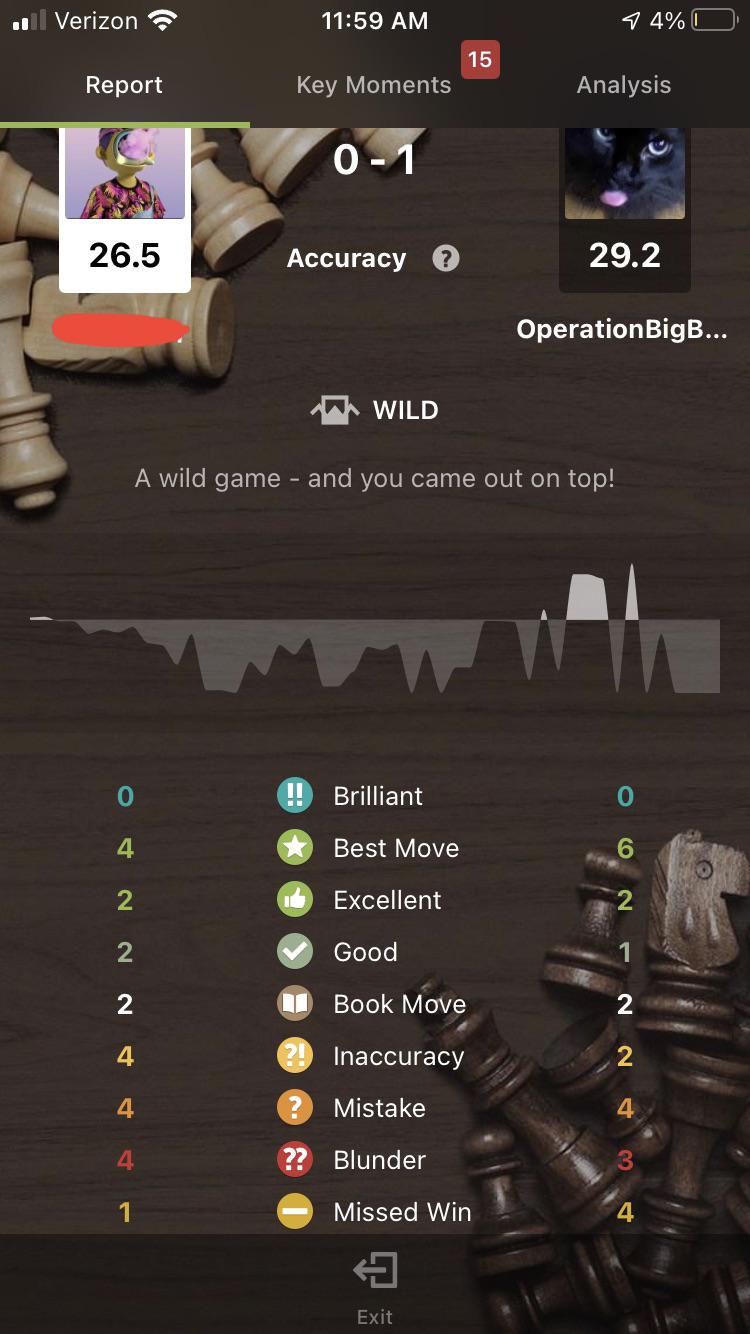 Verizon 11:59 AM 4%
15
Report Key Moments Analysis
0 - 1
26.5 Accuracy ? 29.2
OperationBigB...
WILD
A wild game - and you came out on top!
0 !! Brilliant 0
4 Best Move 6
2 Excellent 2
2 Good 1
2 Book Move 2
4 ?! Inaccuracy 2
4 ? Mistake 4
4 ?? Blunder 3
1 Missed Win 4
Exit